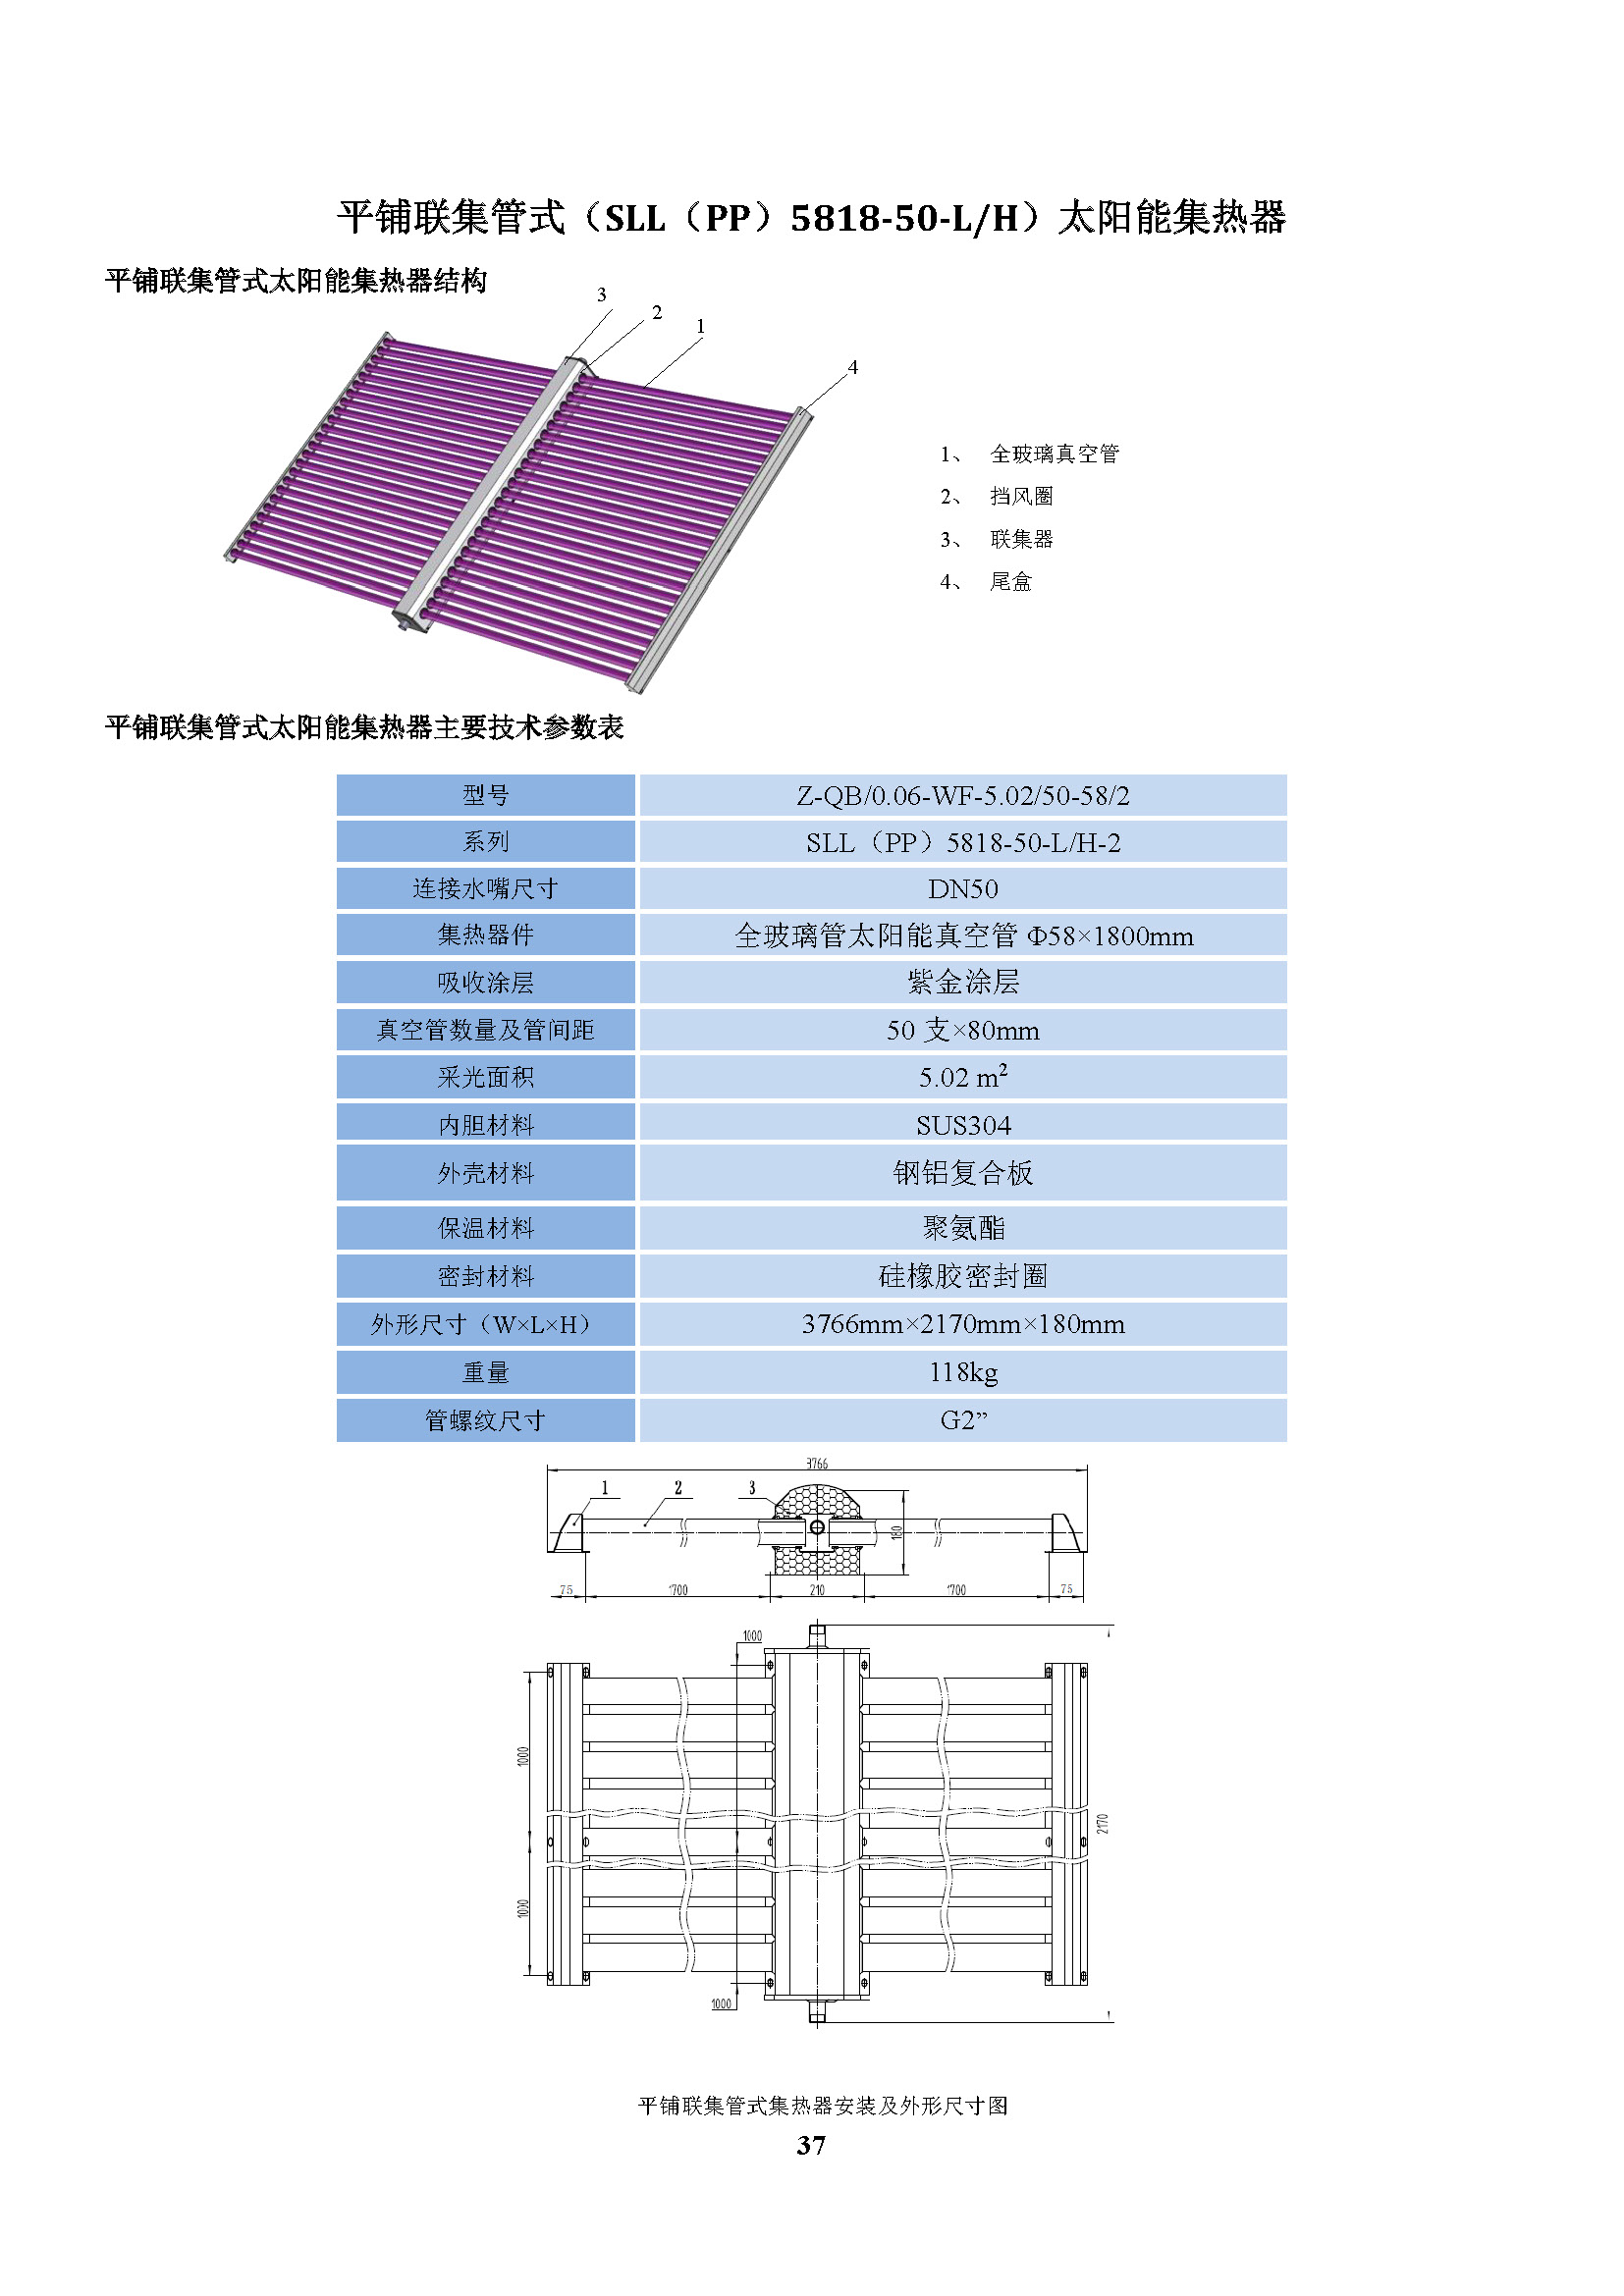 平铺联集管式（SLL（PP）5818-50-L/H）太阳能集热器
平铺联集管式太阳能集热器结构
3
2
1
4
1、 全玻璃真空管
2、 挡风圈
3、 联集器
4、 尾盒
平铺联集管式太阳能集热器主要技术参数表
型号 Z-QB/0.06-WF-5.02/50-58/2
系列 SLL（PP）5818-50-L/H-2
连接水嘴尺寸 DN50
集热器件 全玻璃管太阳能真空管 Φ58×1800mm
吸收涂层 紫金涂层
真空管数量及管间距 50 支×80mm
采光面积 5.02 m²
内胆材料 SUS304
外壳材料 钢铝复合板
保温材料 聚氨酯
密封材料 硅橡胶密封圈
外形尺寸（W×L×H） 3766mm×2170mm×180mm
重量 118kg
管螺纹尺寸 G2”
3766
1 2 3
180
75 1700 210 1700 75
1000
1000
2170
1000
1000
平铺联集管式集热器安装及外形尺寸图
37